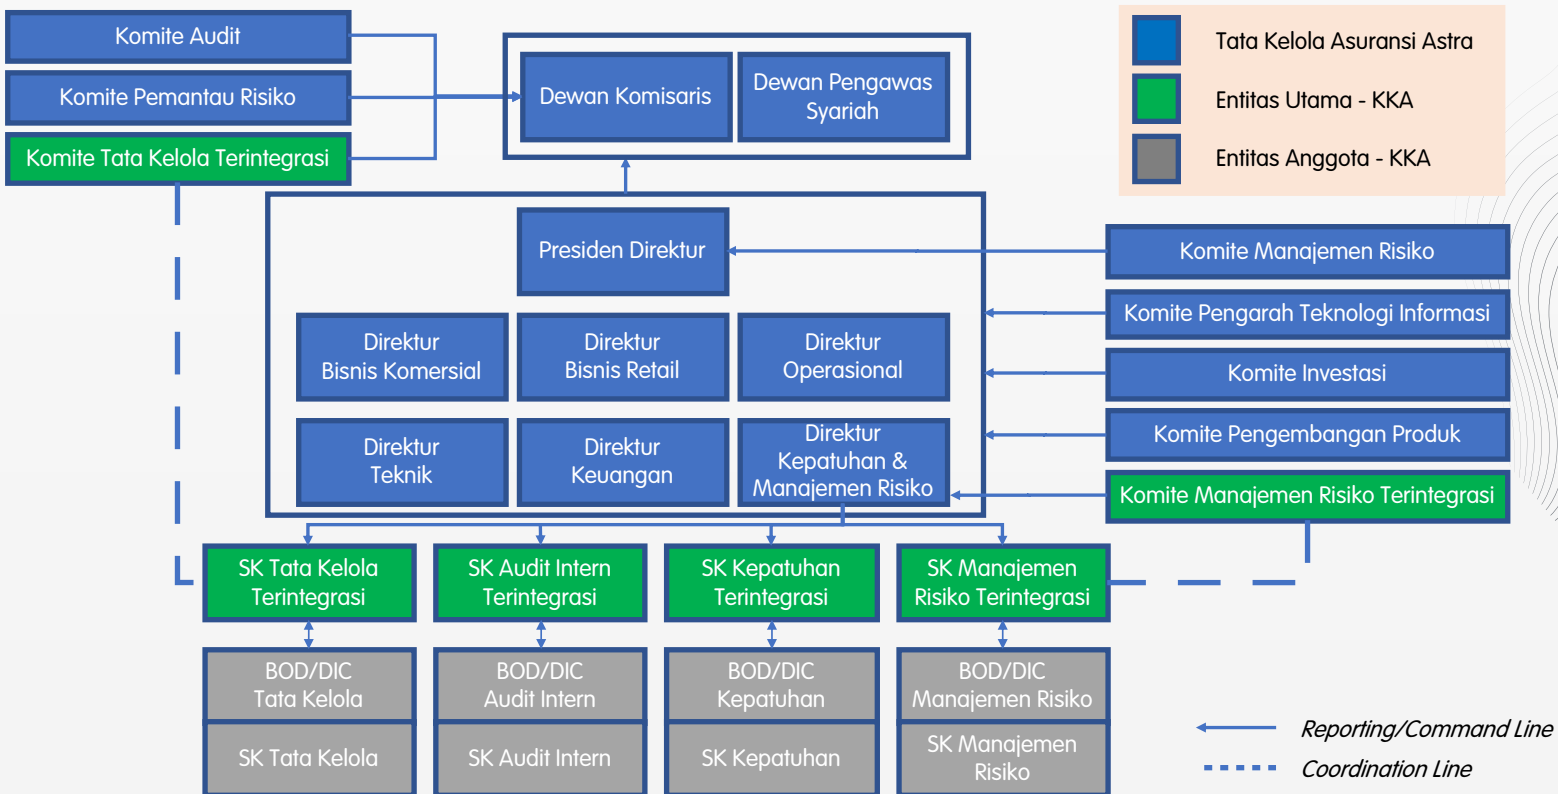 Komite Audit
Komite Pemantau Risiko
Komite Tata Kelola Terintegrasi
Dewan Komisaris
Dewan Pengawas
Syariah
Tata Kelola Asuransi Astra
Entitas Utama - KKA
Entitas Anggota - KKA
Presiden Direktur
Direktur
Bisnis Komersial
Direktur
Bisnis Retail
Direktur
Operasional
Direktur
Teknik
Direktur
Keuangan
Direktur
Kepatuhan &
Manajemen Risiko
Komite Manajemen Risiko
Komite Pengarah Teknologi Informasi
Komite Investasi
Komite Pengembangan Produk
Komite Manajemen Risiko Terintegrasi
SK Tata Kelola
Terintegrasi
SK Audit Intern
Terintegrasi
SK Kepatuhan
Terintegrasi
SK Manajemen
Risiko Terintegrasi
BOD/DIC
Tata Kelola
BOD/DIC
Audit Intern
BOD/DIC
Kepatuhan
BOD/DIC
Manajemen Risiko
SK Tata Kelola
SK Audit Intern
SK Kepatuhan
SK Manajemen
Risiko
Reporting/Command Line
Coordination Line